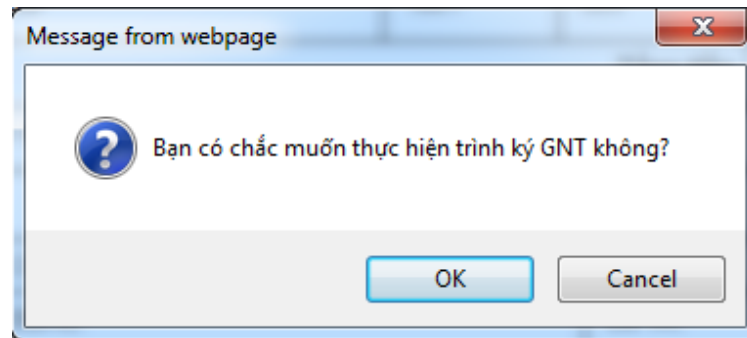 Message from webpage
Bạn có chắc muốn thực hiện trình ký GNT không?
OK
Cancel